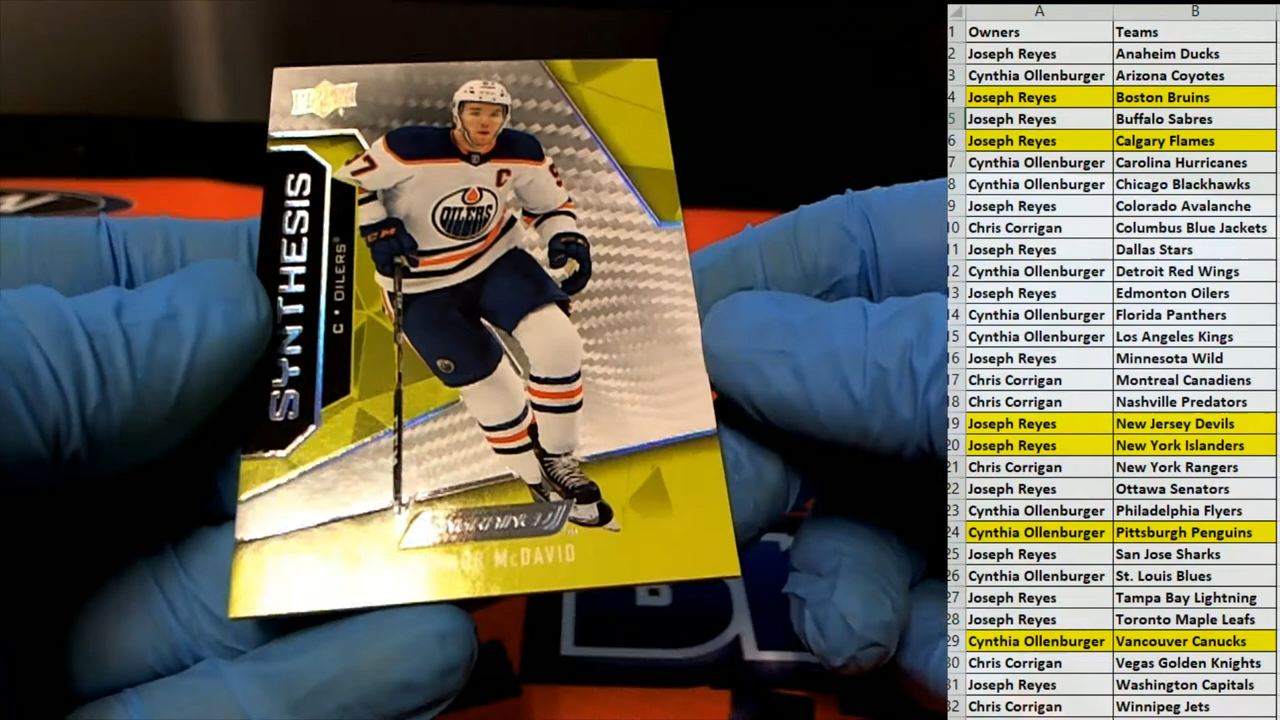 SYNTHESIS
C • OILERS
97
C
OILERS
CCM
McDAVID
A B
1 Owners Teams
2 Joseph Reyes Anaheim Ducks
3 Cynthia Ollenburger Arizona Coyotes
4 Joseph Reyes Boston Bruins
5 Joseph Reyes Buffalo Sabres
6 Joseph Reyes Calgary Flames
7 Cynthia Ollenburger Carolina Hurricanes
8 Cynthia Ollenburger Chicago Blackhawks
9 Joseph Reyes Colorado Avalanche
10 Chris Corrigan Columbus Blue Jackets
11 Joseph Reyes Dallas Stars
12 Cynthia Ollenburger Detroit Red Wings
13 Joseph Reyes Edmonton Oilers
14 Cynthia Ollenburger Florida Panthers
15 Cynthia Ollenburger Los Angeles Kings
16 Joseph Reyes Minnesota Wild
17 Chris Corrigan Montreal Canadiens
18 Chris Corrigan Nashville Predators
19 Joseph Reyes New Jersey Devils
20 Joseph Reyes New York Islanders
21 Chris Corrigan New York Rangers
22 Joseph Reyes Ottawa Senators
23 Cynthia Ollenburger Philadelphia Flyers
24 Cynthia Ollenburger Pittsburgh Penguins
25 Joseph Reyes San Jose Sharks
26 Cynthia Ollenburger St. Louis Blues
27 Joseph Reyes Tampa Bay Lightning
28 Joseph Reyes Toronto Maple Leafs
29 Cynthia Ollenburger Vancouver Canucks
30 Chris Corrigan Vegas Golden Knights
31 Joseph Reyes Washington Capitals
32 Chris Corrigan Winnipeg Jets